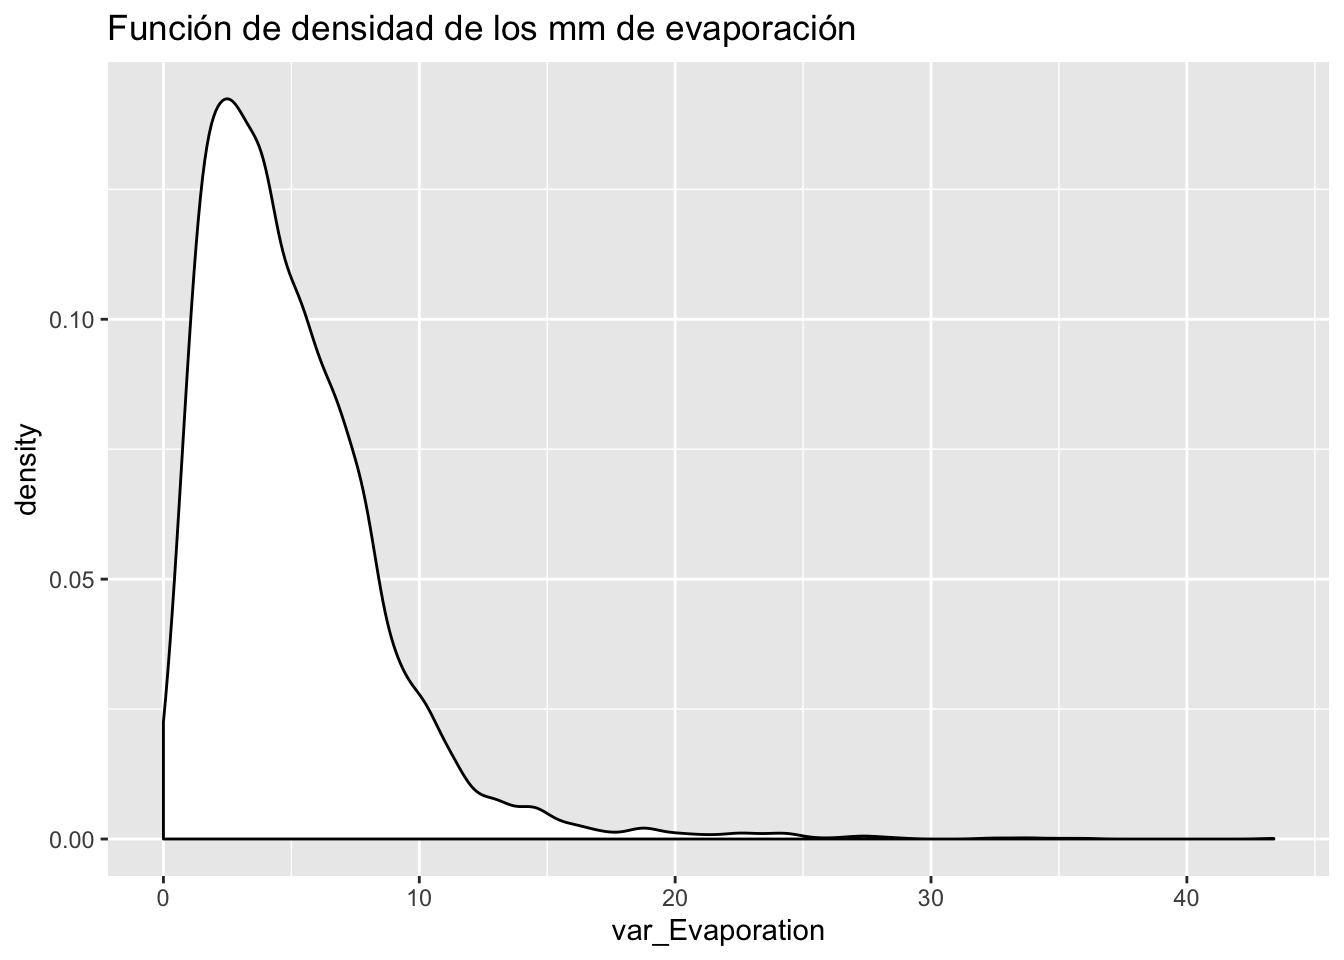 Función de densidad de los mm de evaporación
density
0.10
0.05
0.00
0 10 20 30 40
var_Evaporation